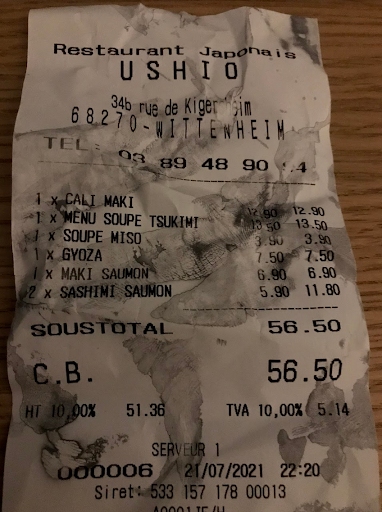 Restaurant Japonais
USHIO
34b rue de
68270-WITTENHEIM
TEL: 03 89 48 90
1 x CALI MAKI 12.90 12.90
1 x MENU SOUPE TSUKIMI 13.50 13.50
1 x SOUPE MISO 3.90 3.90
1 x GYOZA 7.50 7.50
1 x MAKI SAUMON 6.90 6.90
2 x SASHIMI SAUMON 5.90 11.80
SOUSTOTAL 56.50
C.B. 56.50
HT 10,00% 51.36 TVA 10,00% 5.14
SERVEUR 1
000006 21/07/2021 22:20
Siret: 533 157 178 00013